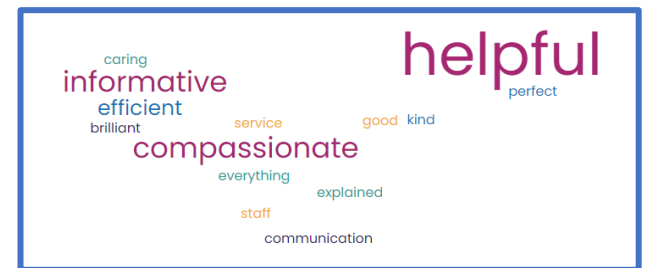 helpful
caring
informative
perfect
efficient
brilliant
service
good kind
compassionate
everything
explained
staff
communication